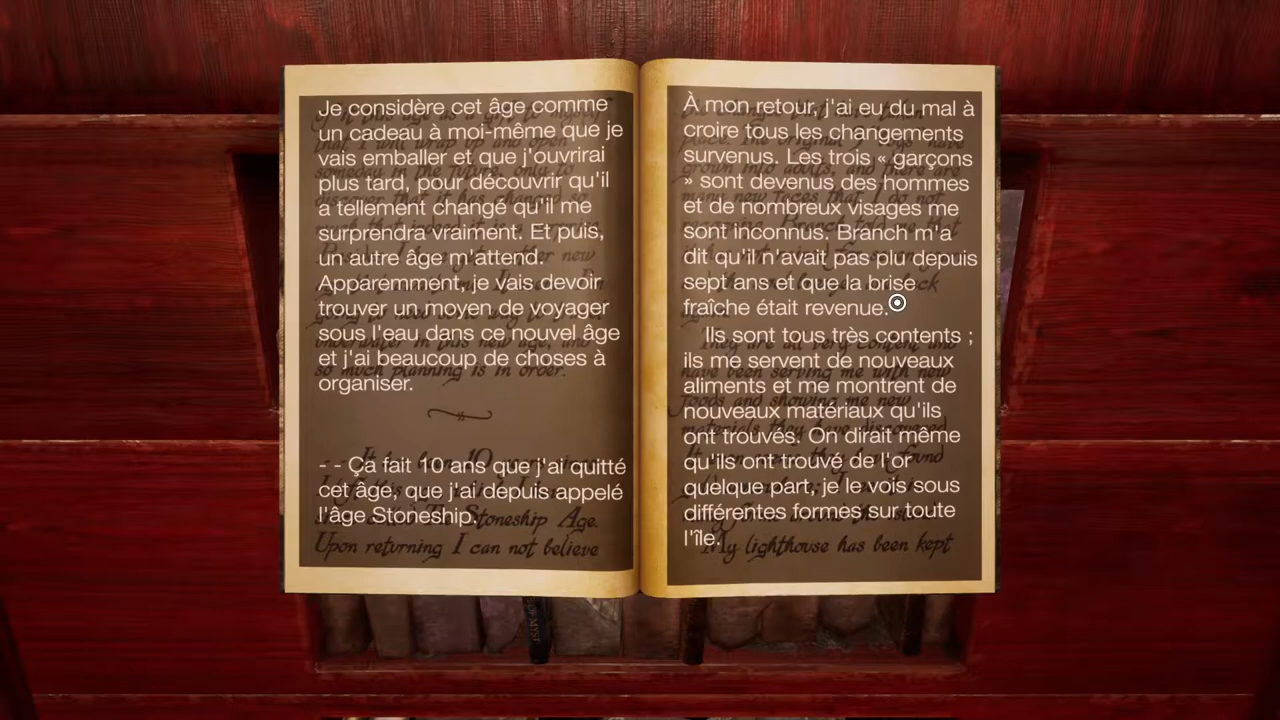 Je considère cet âge comme
un cadeau à moi-même que je
vais emballer et que j'ouvrirai
plus tard, pour découvrir qu'il
a tellement changé qu'il me
surprendra vraiment. Et puis,
un autre âge m'attend.
Apparemment, je vais devoir
trouver un moyen de voyager
sous l'eau dans ce nouvel âge
et j'ai beaucoup de choses à
organiser.
- - Ça fait 10 ans que j'ai quitté
cet âge, que j'ai depuis appelé
l'âge Stoneship.
Stoneship Age.
Upon returning I can not believe
À mon retour, j'ai eu du mal à
croire tous les changements
survenus. Les trois « garçons
» sont devenus des hommes
et de nombreux visages me
sont inconnus. Branch m'a
dit qu'il n'avait pas plu depuis
sept ans et que la brise
fraîche était revenue.
Ils sont tous très contents ;
ils me servent de nouveaux
aliments et me montrent de
nouveaux matériaux qu'ils
ont trouvés. On dirait même
qu'ils ont trouvé de l'or
quelque part, je le vois sous
différentes formes sur toute
l'île.
My lighthouse has been kept